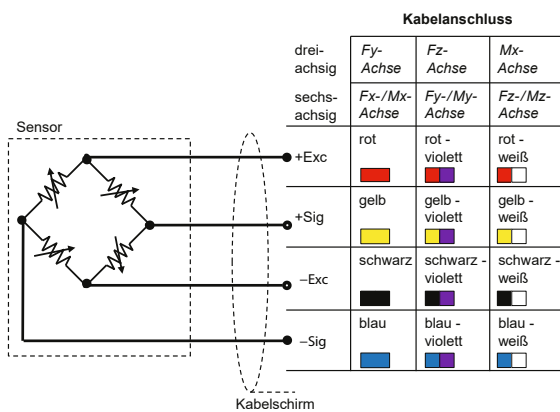 Kabelanschluss
drei-
achsig
Fy-
Achse
Fz-
Achse
Mx-
Achse
sechs-
achsig
Fx-/Mx-
Achse
Fy-/My-
Achse
Fz-/Mz-
Achse
Sensor
+Exc
rot
rot -
violett
rot -
weiß
+Sig
gelb
gelb -
violett
gelb -
weiß
–Exc
schwarz
schwarz -
violett
schwarz -
weiß
–Sig
blau
blau -
violett
blau -
weiß
Kabelschirm